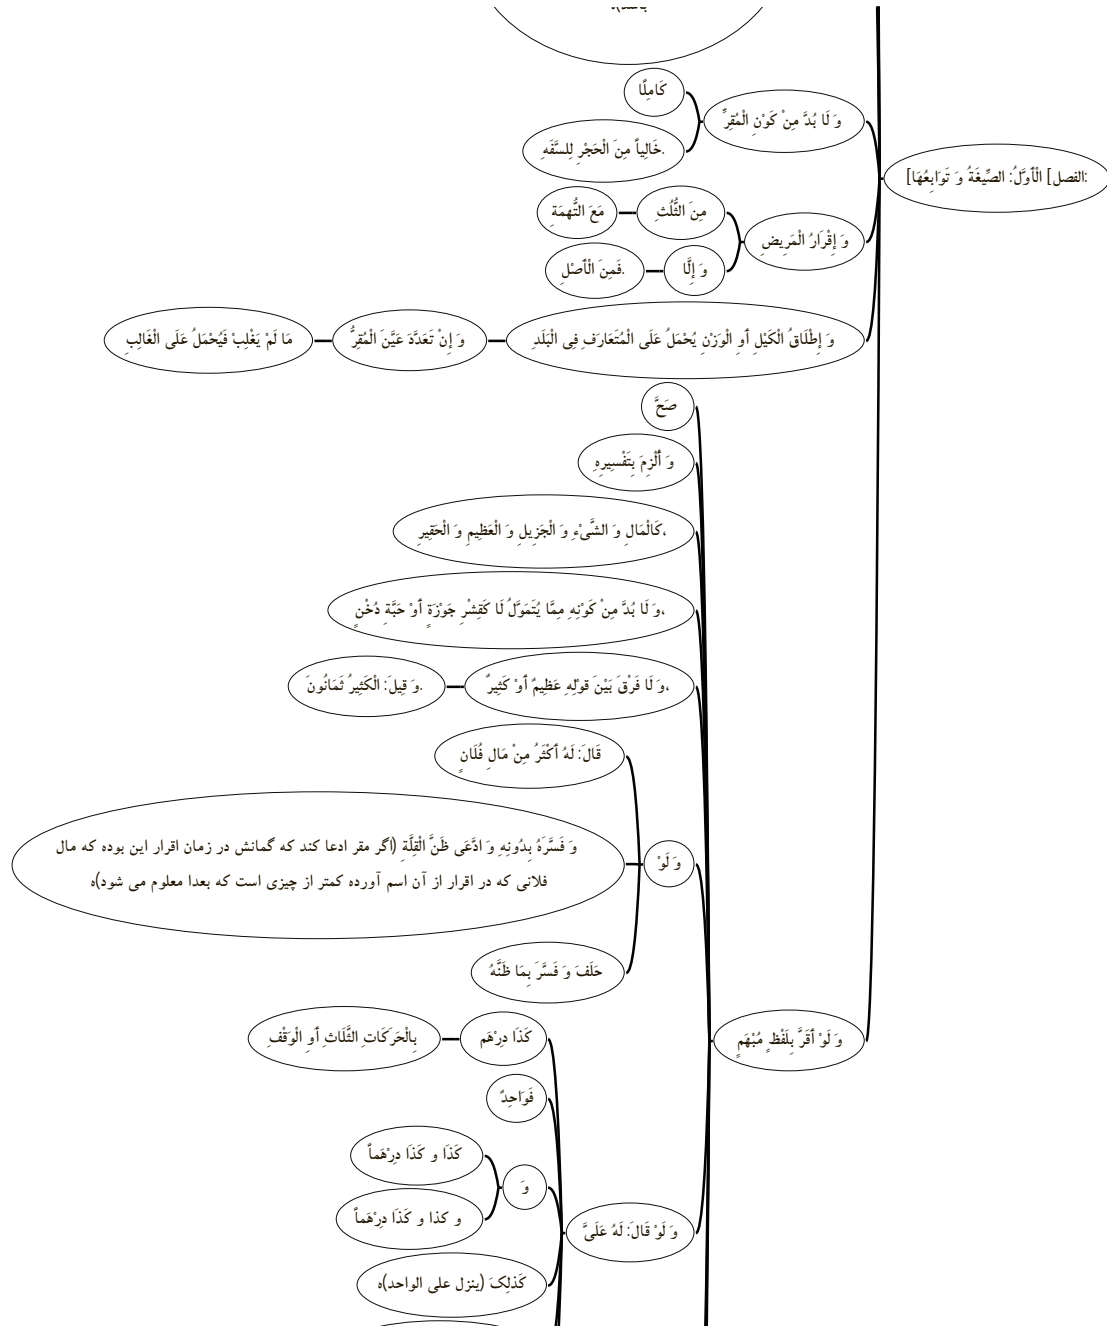 [الفصل] الْأَوَّلُ: الصِّيغَةُ وَ تَوَابِعُهَا:
وَ لَا بُدَّ مِنْ كَوْنِ الْمُقِرِّ
كَامِلًا
خَالِياً مِنَ الْحَجْرِ لِلسَّفَهِ.
وَ إِقْرَارُ الْمَرِيضِ
مِنَ الثُّلُثِ
مَعَ التُّهمَةِ
وَ إِلَّا
فَمِنَ الْأَصْلِ.
وَ إِطْلَاقُ الْكَيْلِ أَوِ الْوَزْنِ يُحْمَلُ عَلَى الْمُتَعَارَفِ فِی الْبَلَدِ
وَ إِنْ تَعَدَّدَ عَيَّنَ الْمُقِرُّ
مَا لَمْ يَغْلِبْ فَيُحْمَلُ عَلَى الْغَالِبِ
وَ لَوْ أَقَرَّ بِلَفْظٍ مُبْهَمٍ
صَحَّ
وَ أُلْزِمَ بِتَفْسِيرِهِ
كَالْمَالِ وَ الشَّیْءِ وَ الْجَزِيلِ وَ الْعَظِيمِ وَ الْحَقِيرِ،
وَ لَا بُدَّ مِنْ كَوْنِهِ مِمَّا يُتَمَوَّلُ لَا كَقِشْرِ جَوْزَةٍ أَوْ حَبَّةِ دُخْنٍ،
وَ لَا فَرْقَ بَيْنَ قَوْلِهِ عَظِيمٌ أَوْ كَثِيرٌ،
وَ قِيلَ: الْكَثِيرُ ثَمَانُونَ.
وَ لَوْ
قَالَ: لَهُ أَكْثَرُ مِنْ مَالِ فُلَانٍ
وَ فَسَّرَهُ بِدُونِهِ وَ ادَّعَى ظَنَّ الْقِلَّةِ (اگر مقر ادعا کند که گمانش در زمان اقرار این بوده که مال
فلانی که در اقرار از آن اسم آورده کمتر از چیزی است که بعدا معلوم می شود)ه
حَلَفَ وَ فَسَّرَ بِمَا ظَنَّهُ
وَ لَوْ قَالَ: لَهُ عَلَیَّ
كَذَا دِرْهَم
بِالْحَرَكَاتِ الثَّلَاثِ أَوِ الْوَقْفِ
فَوَاحِدٌ
وَ
كَذَا و كَذَا دِرْهَماً
و كذا و كَذَا دِرْهَماً
كَذلِکَ (ينزل على الواحد)ه